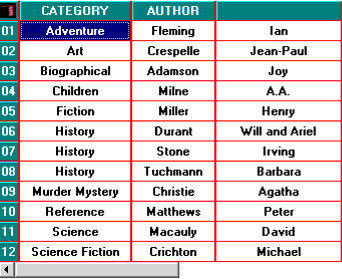 CATEGORY AUTHOR
01 Adventure Fleming Ian
02 Art Crespelle Jean-Paul
03 Biographical Adamson Joy
04 Children Milne A.A.
05 Fiction Miller Henry
06 History Durant Will and Ariel
07 History Stone Irving
08 History Tuchmann Barbara
09 Murder Mystery Christie Agatha
10 Reference Matthews Peter
11 Science Macauly David
12 Science Fiction Crichton Michael